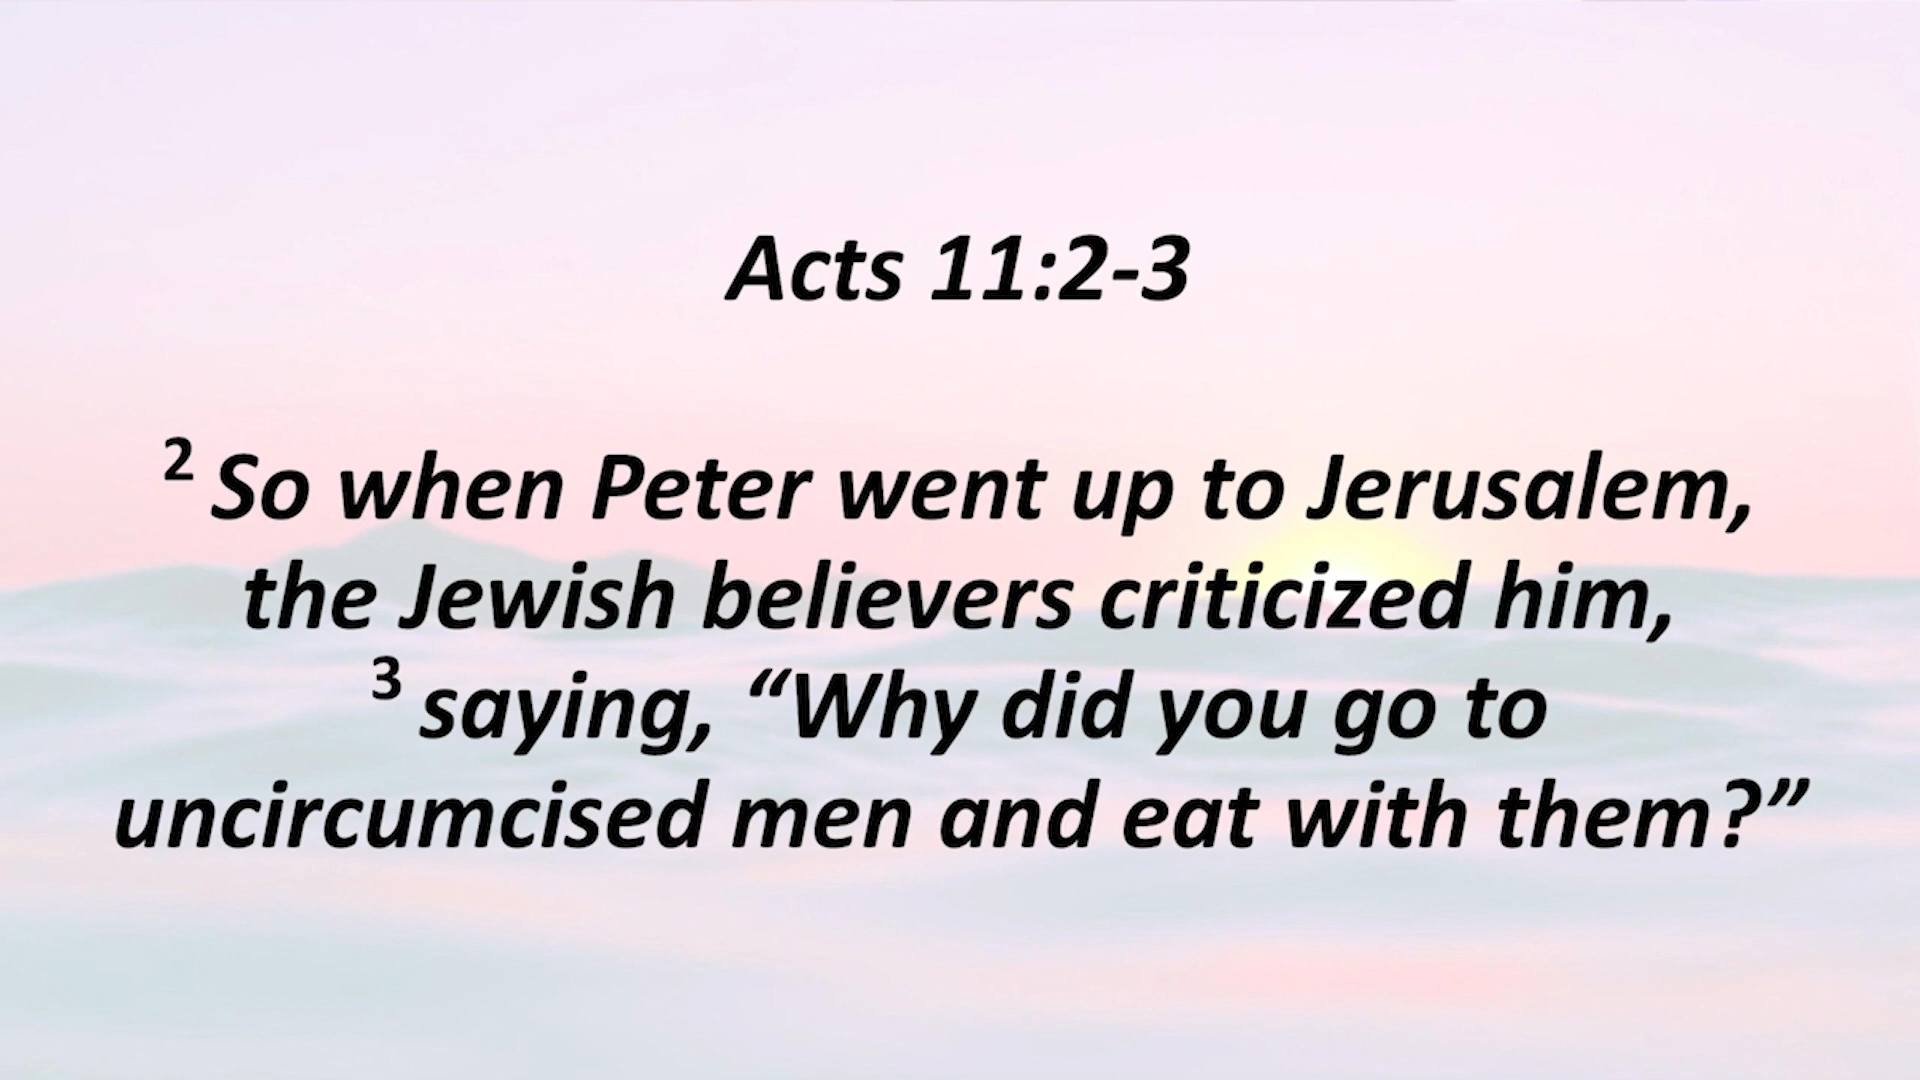 Acts 11:2-3
2 So when Peter went up to Jerusalem,
the Jewish believers criticized him,
3 saying, “Why did you go to
uncircumcised men and eat with them?”